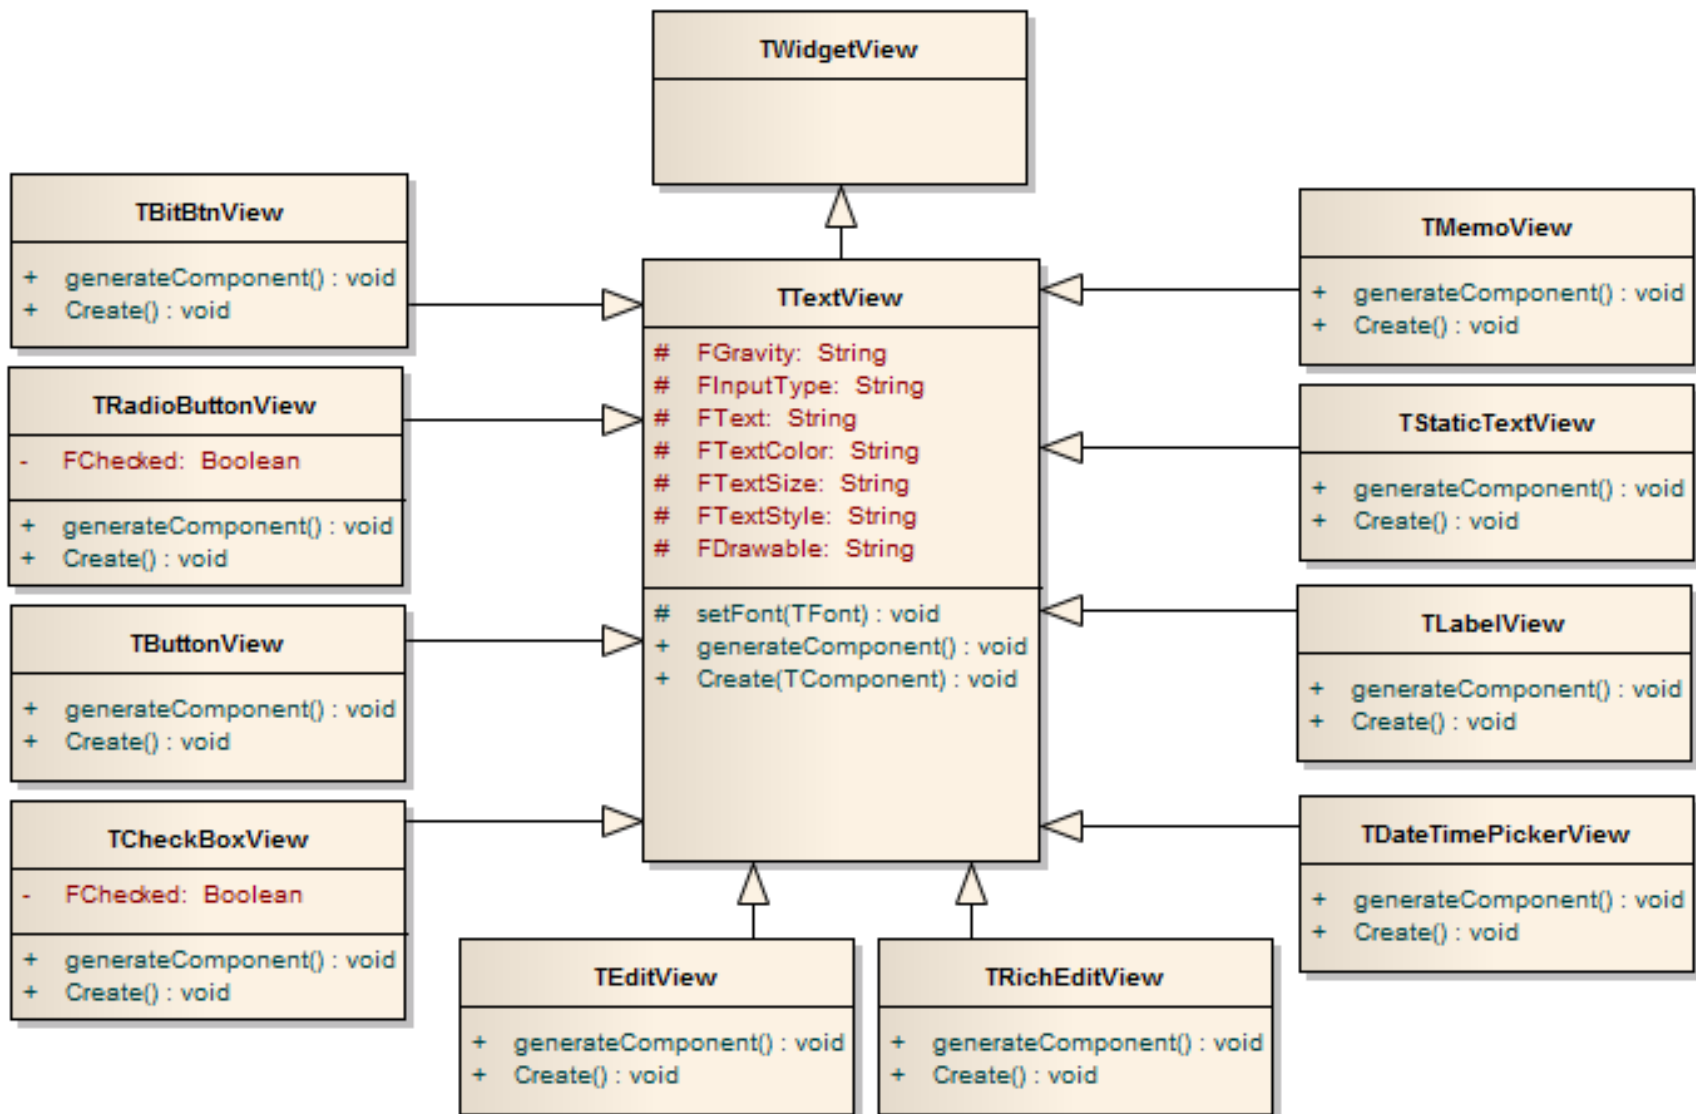 TWidgetView
TBitBtnView
+ generateComponent() : void
+ Create() : void
TRadioButtonView
- FChecked: Boolean
+ generateComponent() : void
+ Create() : void
TButtonView
+ generateComponent() : void
+ Create() : void
TCheckBoxView
- FChecked: Boolean
+ generateComponent() : void
+ Create() : void
TTextView
# FGravity: String
# FInputType: String
# FText: String
# FTextColor: String
# FTextSize: String
# FTextStyle: String
# FDrawable: String
# setFont(TFont) : void
+ generateComponent() : void
+ Create(TComponent) : void
TEditView
+ generateComponent() : void
+ Create() : void
TRichEditView
+ generateComponent() : void
+ Create() : void
TMemoView
+ generateComponent() : void
+ Create() : void
TStaticTextView
+ generateComponent() : void
+ Create() : void
TLabelView
+ generateComponent() : void
+ Create() : void
TDateTimePickerView
+ generateComponent() : void
+ Create() : void